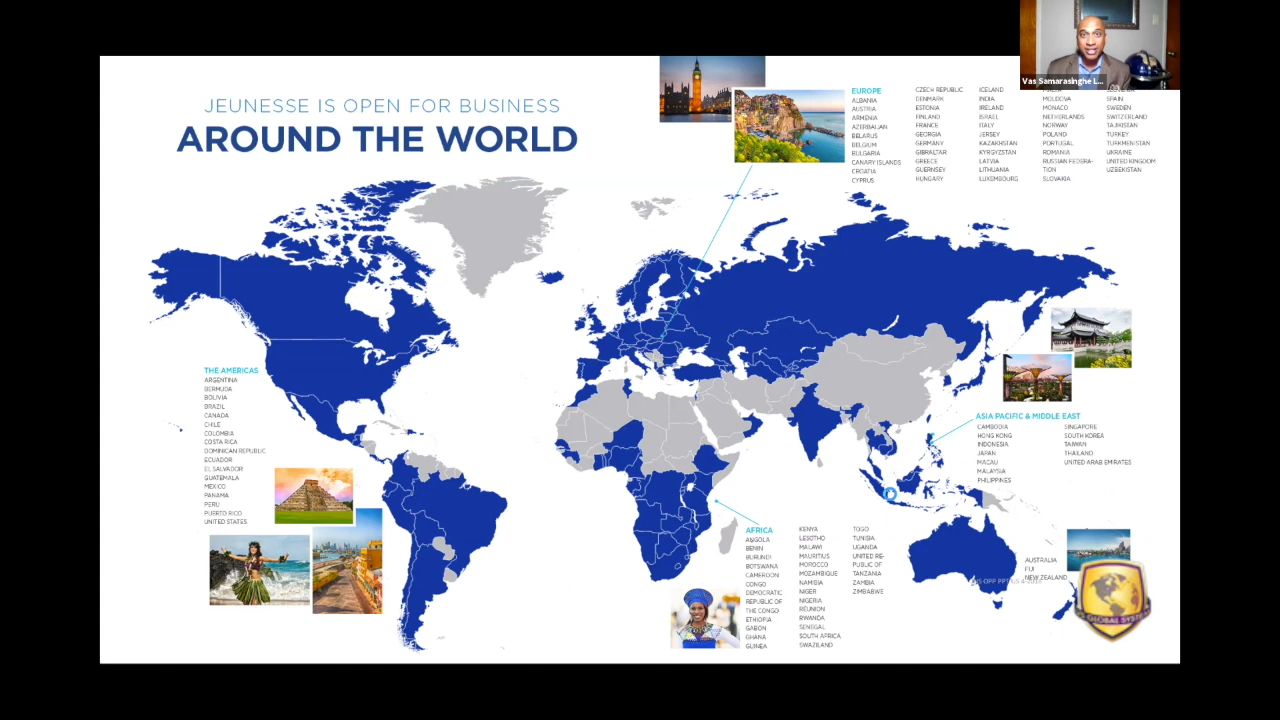 JEUNESSE IS OPEN FOR BUSINESS
AROUND THE WORLD
Vas Samarasinghe L...
EUROPE
ALBANIA
AUSTRIA
ARMENIA
AZERBAIJAN
BELARUS
BELGIUM
BULGARIA
CANARY ISLANDS
CROATIA
CYPRUS
CZECH REPUBLIC
DENMARK
ESTONIA
FINLAND
FRANCE
GEORGIA
GERMANY
GIBRALTAR
GREECE
GUERNSEY
HUNGARY
ICELAND
INDIA
IRELAND
ISRAEL
ITALY
JERSEY
KAZAKHSTAN
KYRGYZSTAN
LATVIA
LITHUANIA
LUXEMBOURG
MOLDOVA
MONACO
NETHERLANDS
NORWAY
POLAND
PORTUGAL
ROMANIA
RUSSIAN FEDERA-
TION
SLOVAKIA
SPAIN
SWEDEN
SWITZERLAND
TAJIKISTAN
TURKEY
TURKMENISTAN
UKRAINE
UNITED KINGDOM
UZBEKISTAN
THE AMERICAS
ARGENTINA
BERMUDA
BOLIVIA
BRAZIL
CANADA
CHILE
COLOMBIA
COSTA RICA
DOMINICAN REPUBLIC
ECUADOR
EL SALVADOR
GUATEMALA
MEXICO
PANAMA
PERU
PUERTO RICO
UNITED STATES
ASIA PACIFIC & MIDDLE EAST
CAMBODIA
HONG KONG
INDONESIA
JAPAN
MACAU
MALAYSIA
PHILIPPINES
SINGAPORE
SOUTH KOREA
TAIWAN
THAILAND
UNITED ARAB EMIRATES
AFRICA
ANGOLA
BENIN
BURUNDI
BOTSWANA
CAMEROON
CONGO
DEMOCRATIC
REPUBLIC OF
THE CONGO
ETHIOPIA
GABON
GHANA
GUINEA
KENYA
LESOTHO
MALAWI
MAURITIUS
MOROCCO
MOZAMBIQUE
NAMIBIA
NIGER
NIGERIA
RÉUNION
RWANDA
SENEGAL
SOUTH AFRICA
SWAZILAND
TOGO
TUNISIA
UGANDA
UNITED RE-
PUBLIC OF
TANZANIA
ZAMBIA
ZIMBABWE
AUSTRALIA
FIJI
NEW ZEALAND
GLOBAL